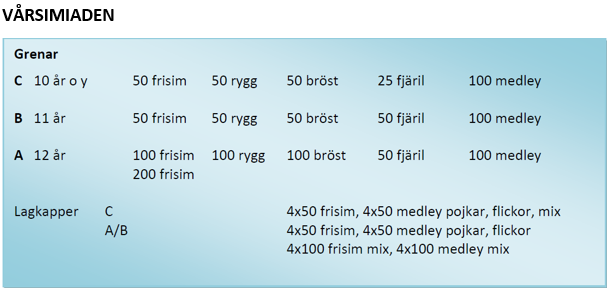 VÅRSIMIADEN
Grenar
C 10 år o y 50 frisim 50 rygg 50 bröst 25 fjäril 100 medley
B 11 år 50 frisim 50 rygg 50 bröst 50 fjäril 100 medley
A 12 år 100 frisim 100 rygg 100 bröst 50 fjäril 100 medley
200 frisim
Lagkapper C 4x50 frisim, 4x50 medley pojkar, flickor, mix
A/B 4x50 frisim, 4x50 medley pojkar, flickor
4x100 frisim mix, 4x100 medley mix